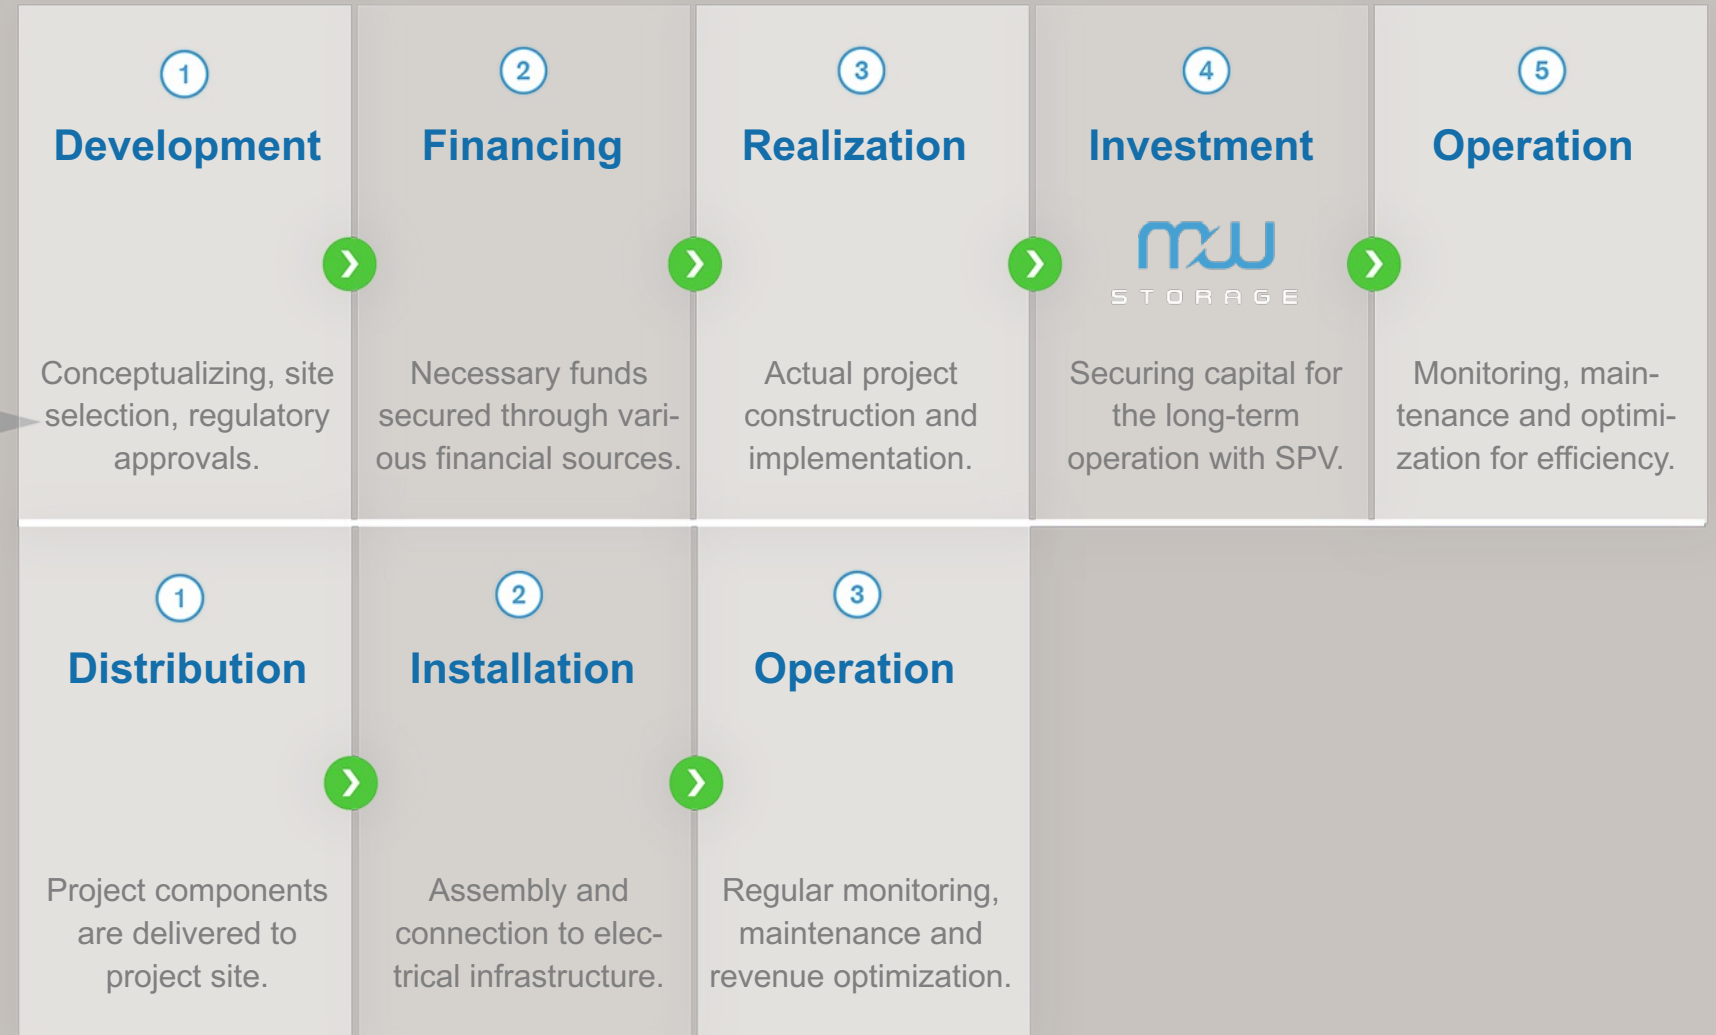 1
Development
Conceptualizing, site
selection, regulatory
approvals.
2
Financing
Necessary funds
secured through vari-
ous financial sources.
3
Realization
Actual project
construction and
implementation.
4
Investment
mw
STORAGE
Securing capital for
the long-term
operation with SPV.
5
Operation
Monitoring, main-
tenance and optimi-
zation for efficiency.
1
Distribution
Project components
are delivered to
project site.
2
Installation
Assembly and
connection to elec-
trical infrastructure.
3
Operation
Regular monitoring,
maintenance and
revenue optimization.